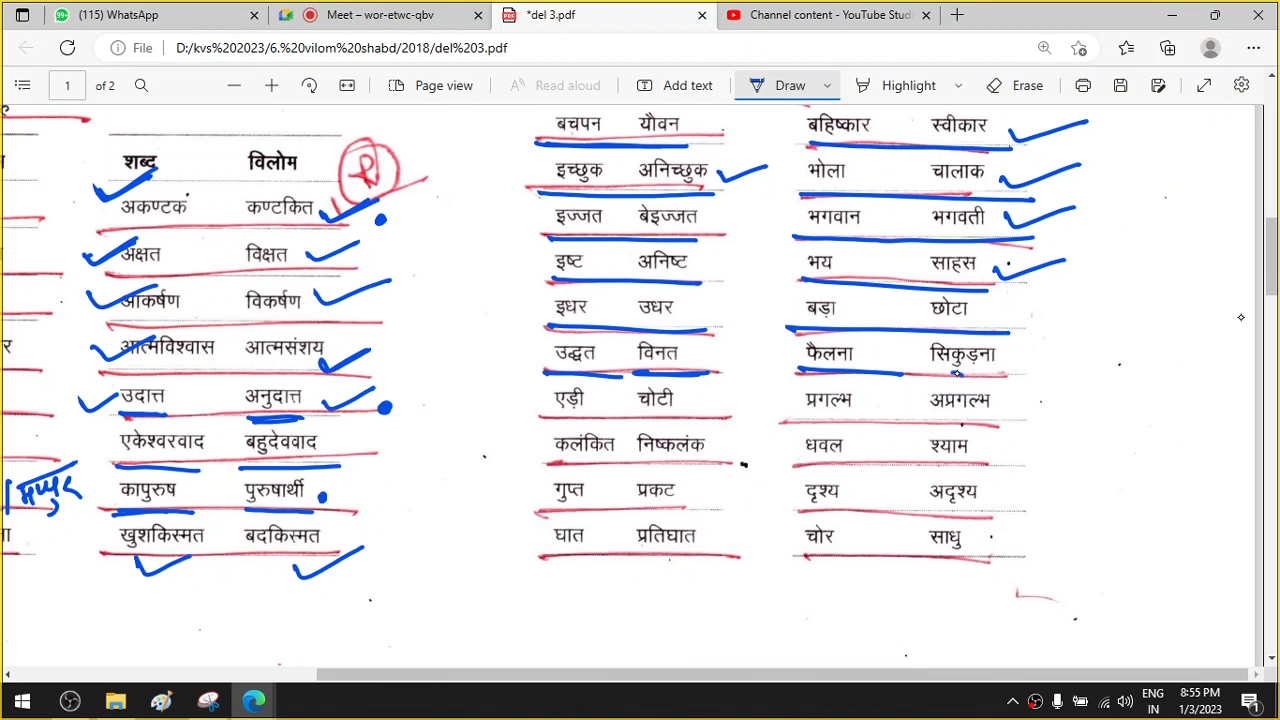 (115) WhatsApp
Meet – wor-etwc-qbv
*del 3.pdf
Channel content - YouTube Stud
File
D:/kvs%202023/6.%20vilom%20shabd/2018/del%203.pdf
1 of 2
Page view
Read aloud
Add text
Draw
Highlight
Erase
शब्द विलोम
अकण्टकं कण्टकित
अक्षत विक्षत
आकर्षण विकर्षण
आत्मविश्वास आत्मसंशय
उदात्त अनुदात्त
एकेश्वरवाद बहुदेववाद
कापुरुष पुरुषार्थी
खुशकिस्मत बदकिस्मत
बचपन यौवन
इच्छुक अनिच्छुक
इज्जत बेइज्जत
इष्ट अनिष्ट
इधर उधर
उद्धत विनत
एड़ी चोटी
कलंकित निष्कलंक
गुप्त प्रकट
घात प्रतिघात
बहिष्कार स्वीकार
भोला चालाक
भगवान भगवती
भय साहस
बड़ा छोटा
फैलना सिकुड़ना
प्रगल्भ अप्रगल्भ
धवल श्याम
दृश्य अदृश्य
चोर साधु
ENG
IN
8:55 PM
1/3/2023